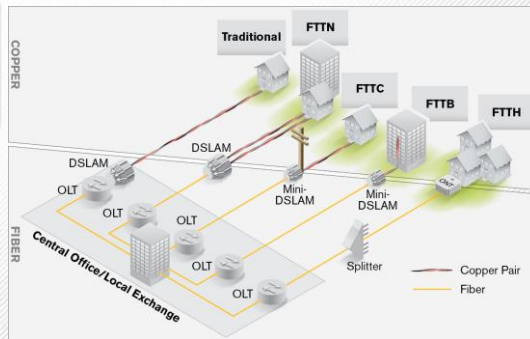 COPPER
Traditional
FTTN
FTTC
FTTB
FTTH
DSLAM
DSLAM
OLT
Mini-
DSLAM
Mini-
DSLAM
ONT
OLT
OLT
FIBER
Central Office/Local Exchange
OLT
OLT
Splitter
Copper Pair
Fiber